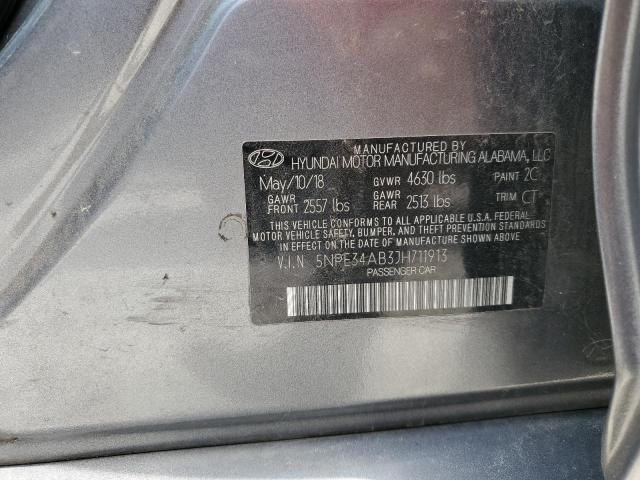 MANUFACTURED BY
HYUNDAI MOTOR MANUFACTURING ALABAMA, LLC
May/10/18 GVWR 4630 lbs PAINT 2C
GAWR FRONT 2557 lbs GAWR REAR 2513 lbs TRIM CT
THIS VEHICLE CONFORMS TO ALL APPLICABLE U.S.A. FEDERAL
MOTOR VEHICLE SAFETY, BUMPER, AND THEFT PREVENTION STANDARDS
IN EFFECT ON THE DATE OF MANUFACTURE SHOWN ABOVE.
V.I.N 5NPE34AB3JH711913
PASSENGER CAR